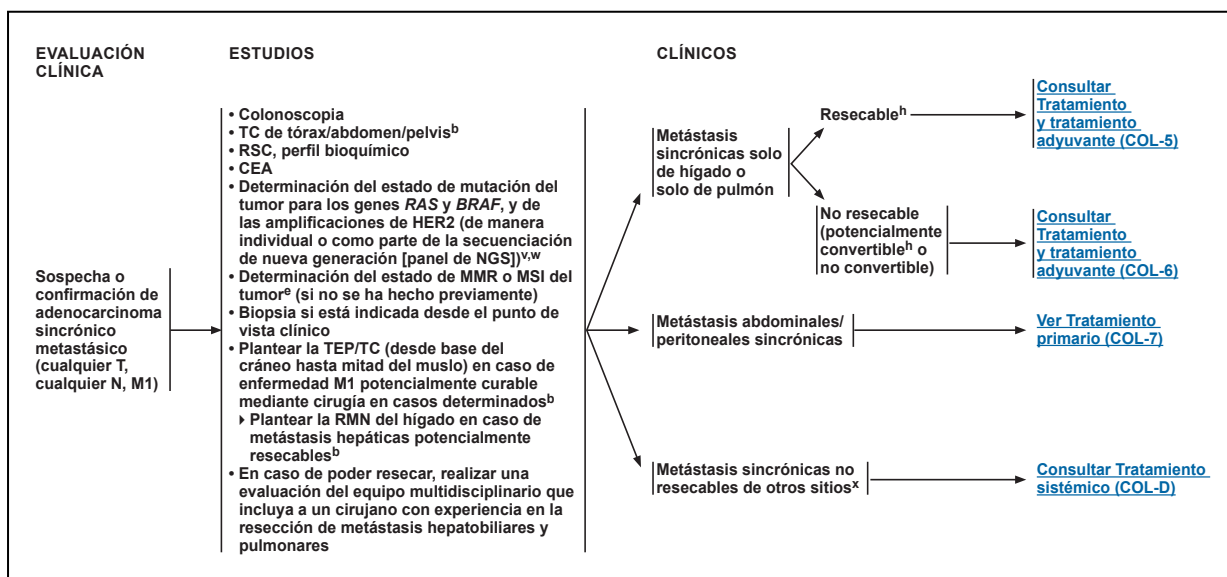 EVALUACIÓN
CLÍNICA
ESTUDIOS
CLÍNICOS
Sospecha o
confirmación de
adenocarcinoma
sincrónico
metastásico
(cualquier T,
cualquier N, M1)
• Colonoscopia
• TC de tórax/abdomen/pelvisᵇ
• RSC, perfil bioquímico
• CEA
• Determinación del estado de mutación del
tumor para los genes RAS y BRAF, y de
las amplificaciones de HER2 (de manera
individual o como parte de la secuenciación
de nueva generación [panel de NGS])ᵛ,ʷ
• Determinación del estado de MMR o MSI del
tumorᵉ (si no se ha hecho previamente)
• Biopsia si está indicada desde el punto de
vista clínico
• Plantear la TEP/TC (desde base del
cráneo hasta mitad del muslo) en caso de
enfermedad M1 potencialmente curable
mediante cirugía en casos determinadosᵇ
Plantear la RMN del hígado en caso de
metástasis hepáticas potencialmente
resecablesᵇ
• En caso de poder resecar, realizar una
evaluación del equipo multidisciplinario que
incluya a un cirujano con experiencia en la
resección de metástasis hepatobiliares y
pulmonares
Metástasis
sincrónicas solo
de hígado o
solo de pulmón
Resecableʰ
Consultar
Tratamiento
y tratamiento
adyuvante (COL-5)
No resecable
(potencialmente
convertibleʰ o
no convertible)
Consultar
Tratamiento
y tratamiento
adyuvante (COL-6)
Metástasis abdominales/
peritoneales sincrónicas
Ver Tratamiento
primario (COL-7)
Metástasis sincrónicas no
resecables de otros sitiosˣ
Consultar Tratamiento
sistémico (COL-D)